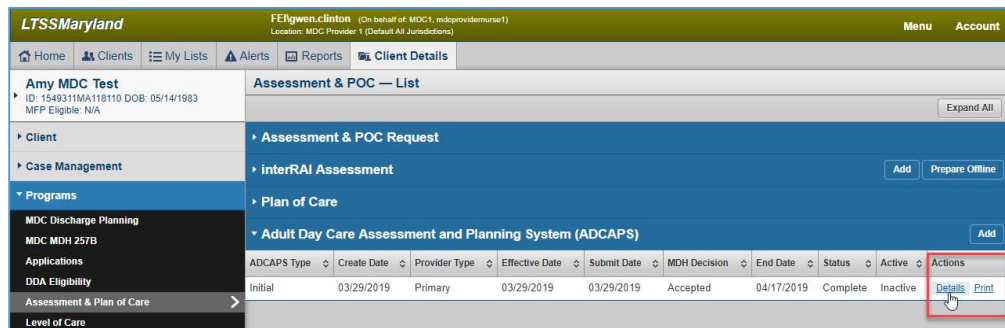 LTSSMaryland
FEI\gwen.clinton (On behalf of: MDC1, mdcprovidernurse1)
Location: MDC Provider 1 (Default All Jurisdictions)
Menu Account
Home Clients My Lists Alerts Reports Client Details
Amy MDC Test
ID: 1549311MA118110 DOB: 05/14/1983
MFP Eligible: N/A
Client
Case Management
Programs
MDC Discharge Planning
MDC MDH 257B
Applications
DDA Eligibility
Assessment & Plan of Care
Level of Care
Assessment & POC — List
Expand All
Assessment & POC Request
interRAI Assessment Add Prepare Offline
Plan of Care
Adult Day Care Assessment and Planning System (ADCAPS) Add
ADCAPS Type Create Date Provider Type Effective Date Submit Date MDH Decision End Date Status Active Actions
Initial 03/29/2019 Primary 03/29/2019 03/29/2019 Accepted 04/17/2019 Complete Inactive Details Print